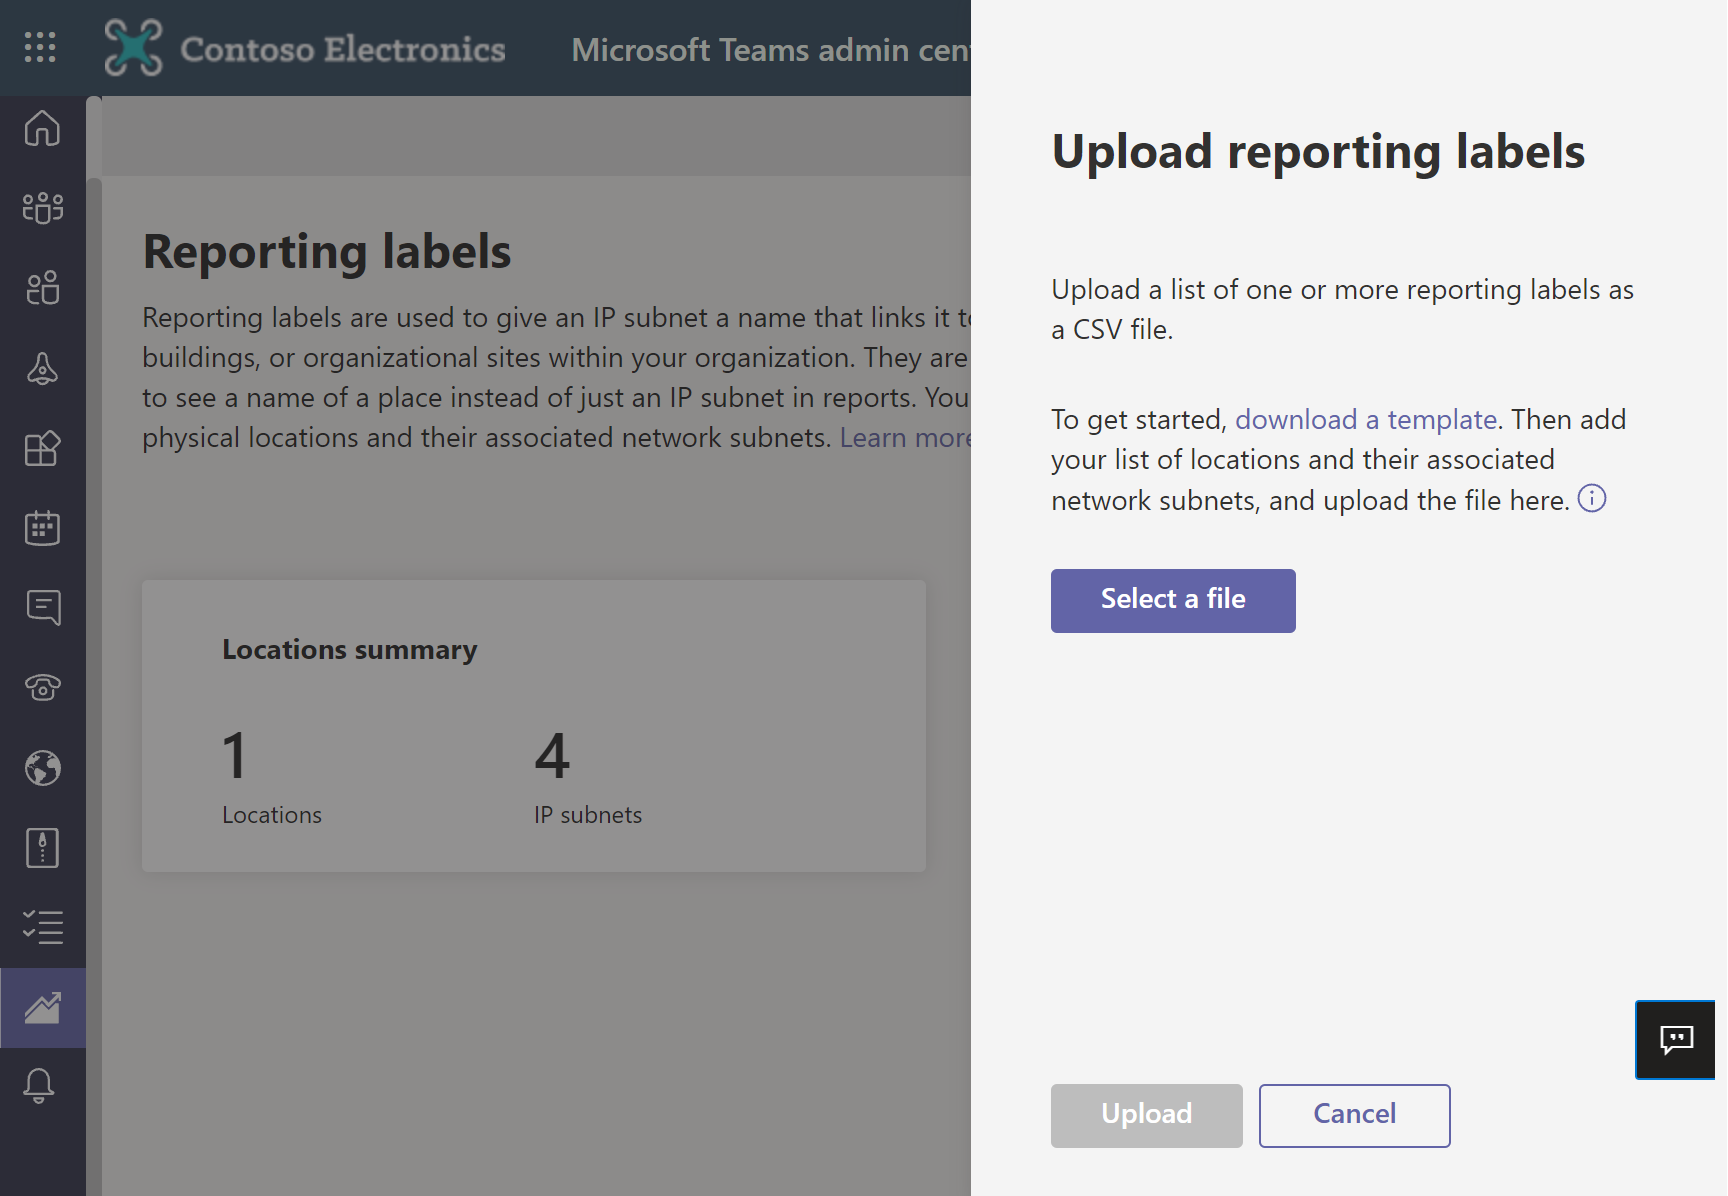 Contoso Electronics
Microsoft Teams admin cen
Reporting labels
Reporting labels are used to give an IP subnet a name that links it to
buildings, or organizational sites within your organization. They are
to see a name of a place instead of just an IP subnet in reports. You
physical locations and their associated network subnets. Learn more
Locations summary
1
4
Locations
IP subnets
Upload reporting labels
Upload a list of one or more reporting labels as
a CSV file.
To get started, download a template. Then add
your list of locations and their associated
network subnets, and upload the file here.
Select a file
Upload
Cancel